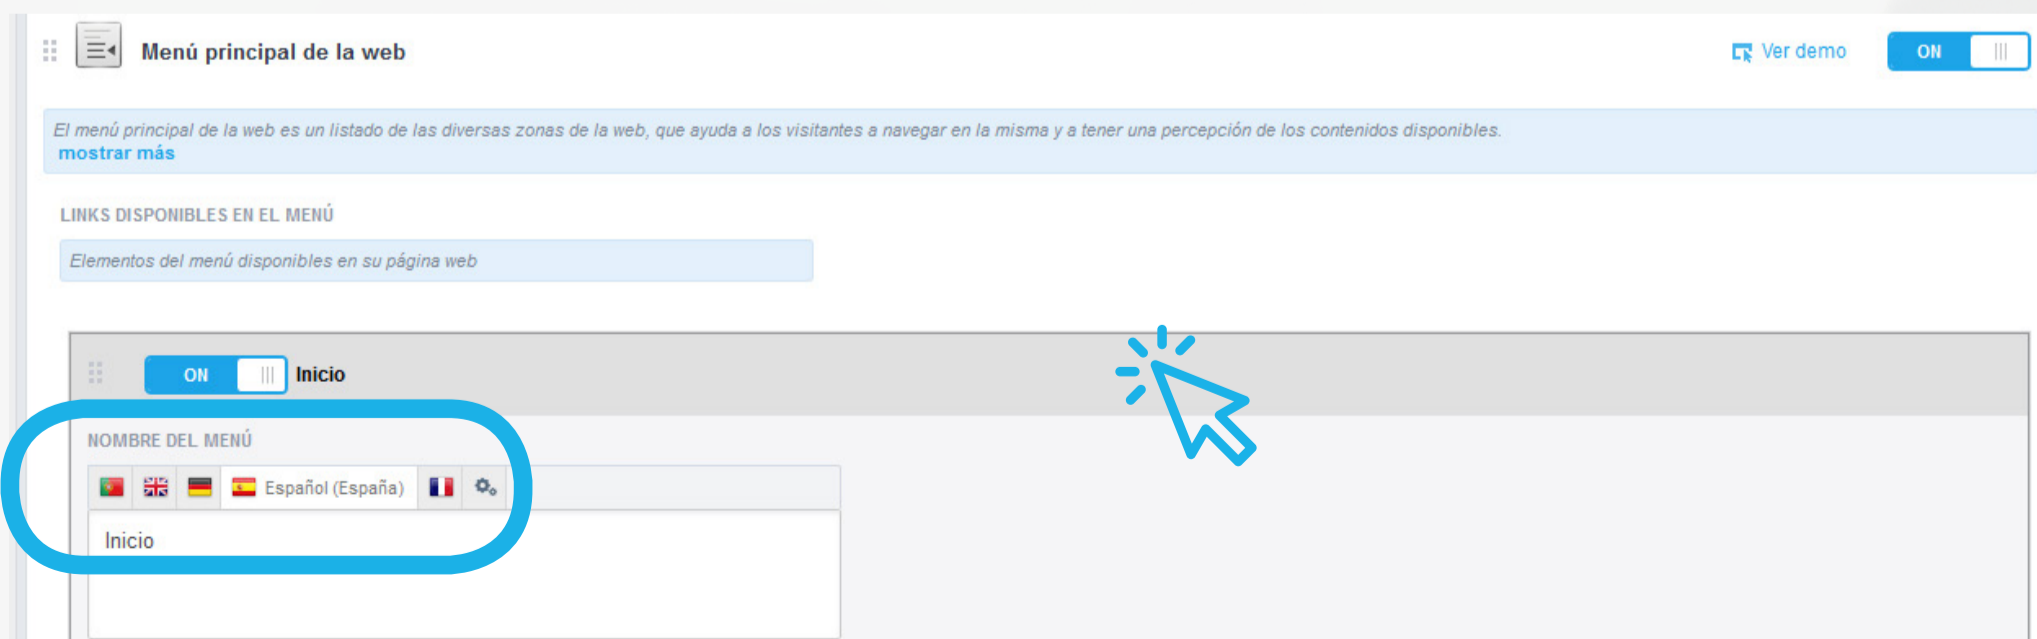 Menú principal de la web
Ver demo
ON
El menú principal de la web es un listado de las diversas zonas de la web, que ayuda a los visitantes a navegar en la misma y a tener una percepción de los contenidos disponibles.
mostrar más
LINKS DISPONIBLES EN EL MENÚ
Elementos del menú disponibles en su página web
ON
Inicio
NOMBRE DEL MENÚ
Español (España)
Inicio